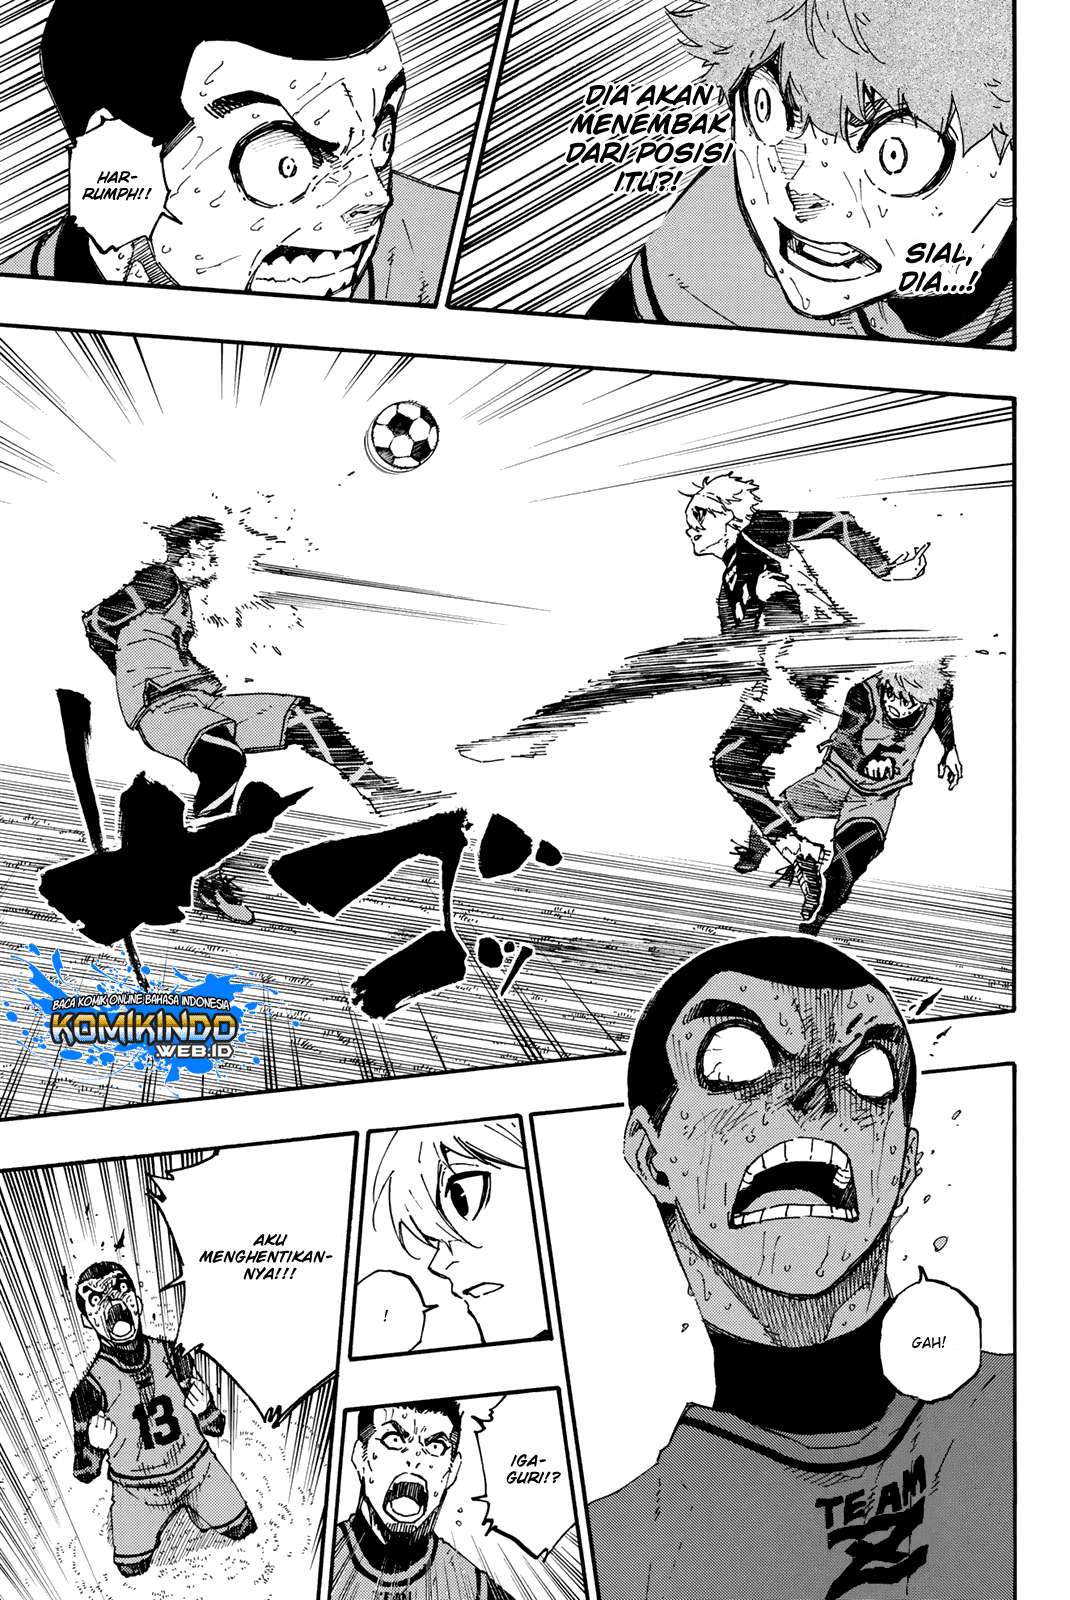 DIA AKAN
MENEMBAK
DARI POSISI
ITU?!
SIAL,
DIA...!
HAR-
RUMPH!!
BACA KOMIK ONLINE BAHASA INDONESIA
KOMIKINDO
WEB.ID
GAH!
TEAM
Z
!
IGA-
GURI!?
TEAM
AKU
MENGHENTIKAN-
NYA!!!
13